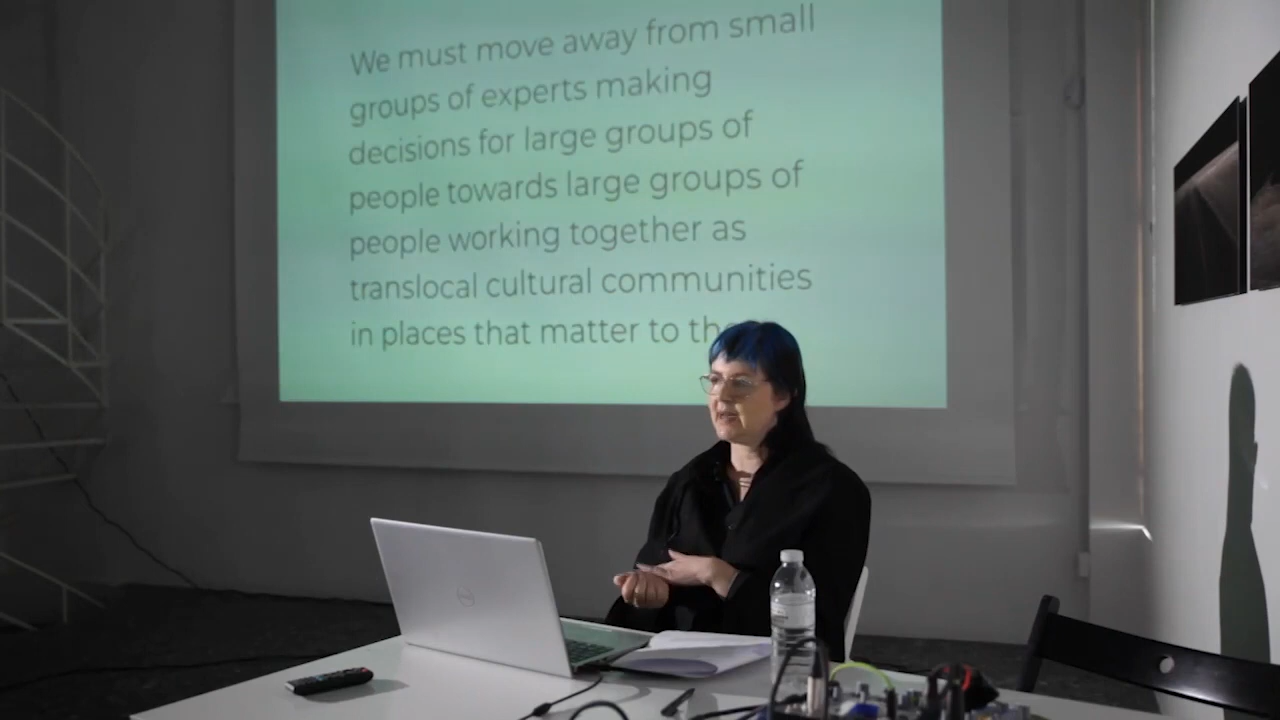 We must move away from small
groups of experts making
decisions for large groups of
people towards large groups of
people working together as
translocal cultural communities
in places that matter to